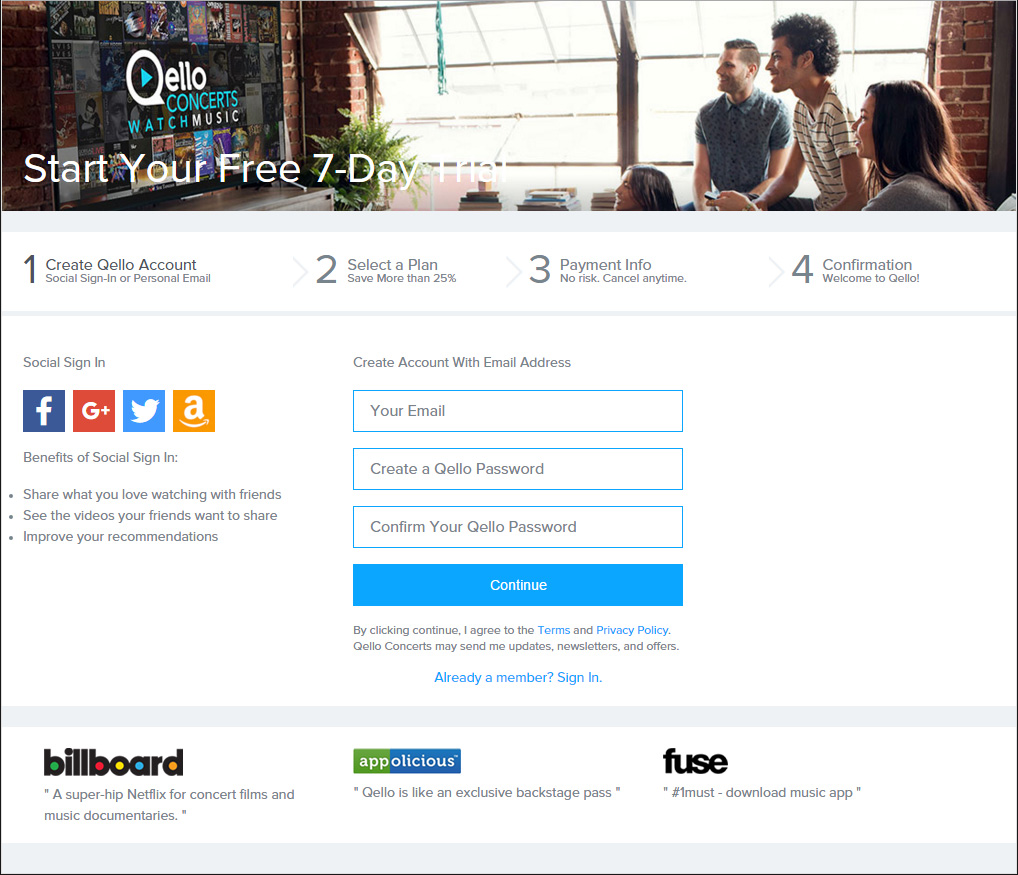 Qello
CONCERTS
WATCHMUSIC
Start Your Free 7-Day Trial
1 Create Qello Account
Social Sign-In or Personal Email
2 Select a Plan
Save More than 25%
3 Payment Info
No risk. Cancel anytime.
4 Confirmation
Welcome to Qello!
Social Sign In
f G+ a
Benefits of Social Sign In:
• Share what you love watching with friends
• See the videos your friends want to share
• Improve your recommendations
Create Account With Email Address
Your Email
Create a Qello Password
Confirm Your Qello Password
Continue
By clicking continue, I agree to the Terms and Privacy Policy.
Qello Concerts may send me updates, newsletters, and offers.
Already a member? Sign In.
billboard
" A super-hip Netflix for concert films and
music documentaries. "
appolicious™
" Qello is like an exclusive backstage pass "
fuse
" #1must - download music app "